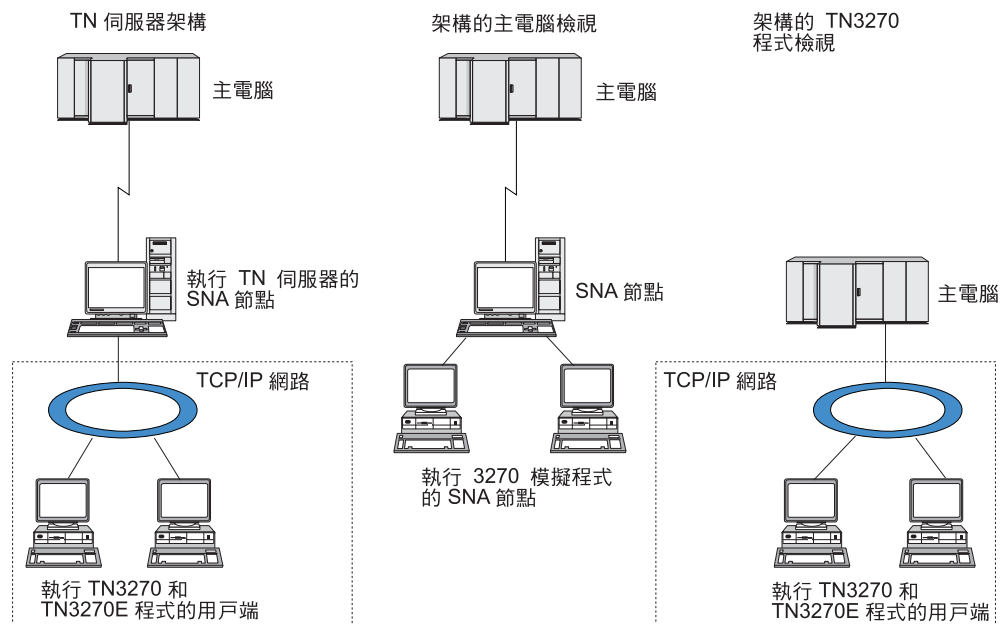 TN 伺服器架構
主電腦
執行 TN 伺服器的
SNA 節點
TCP/IP 網路
執行 TN3270 和
TN3270E 程式的用戶端
架構的主電腦檢視
主電腦
SNA 節點
執行 3270 模擬程式
的 SNA 節點
架構的 TN3270
程式檢視
主電腦
TCP/IP 網路
執行 TN3270 和
TN3270E 程式的用戶端